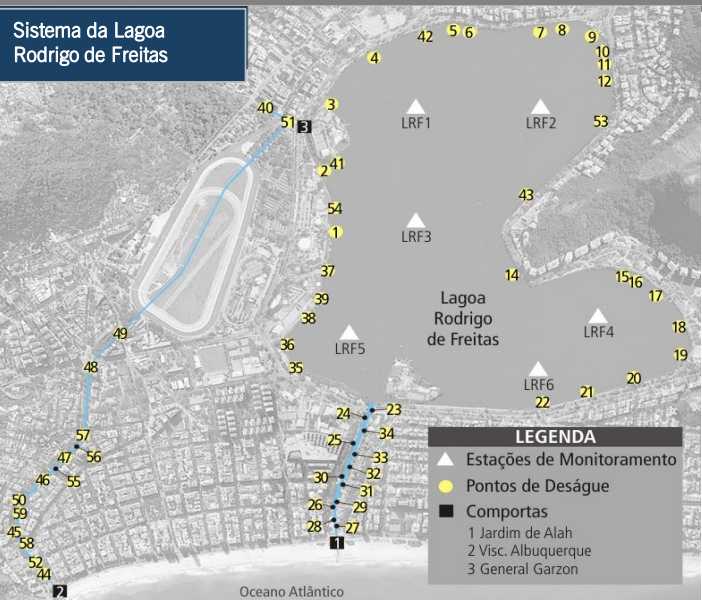 Sistema da Lagoa
Rodrigo de Freitas
42 5 6 7 8 9
4 10
11
12
40 3
51 3 LRF1 LRF2 53
2 41
43
54
1 LRF3
37 14 15 16
39 Lagoa 17
38 Rodrigo
49 de Freitas LRF4 18
36 LRF5
48 35 19
LRF6 20
22 21
24 23
57 25 34
47 56 33
46 55 30 32
50 31
59 26 29
45 28 27
58 1
52
44
2
Oceano Atlântico
LEGENDA
Estações de Monitoramento
Pontos de Deságue
Comportas
1 Jardim de Alah
2 Visc. Albuquerque
3 General Garzon